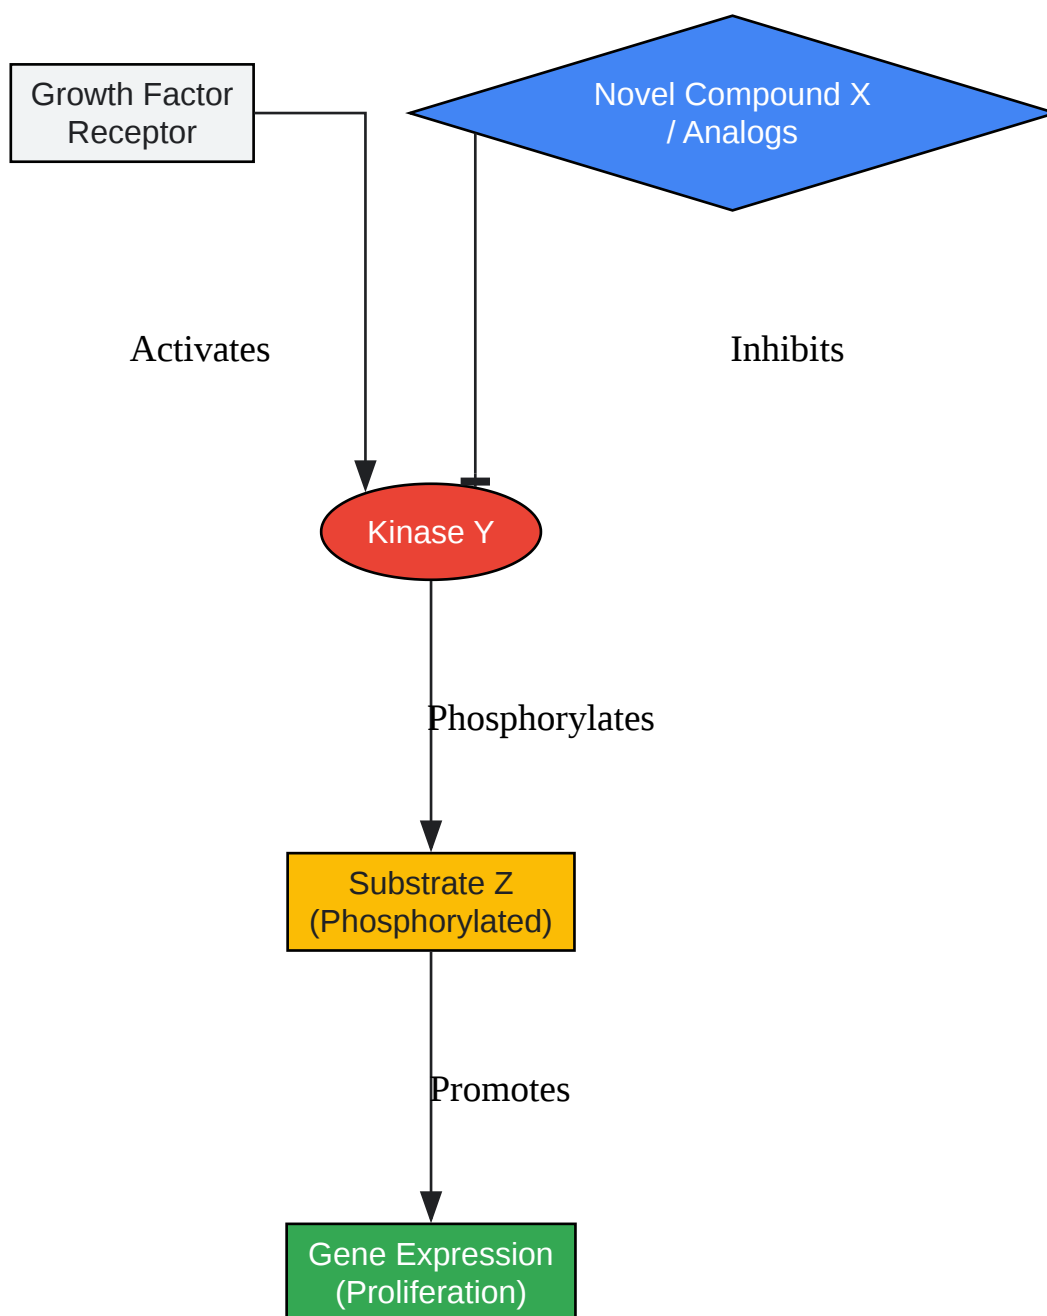 Growth Factor
Receptor
Novel Compound X
/ Analogs
Activates
Inhibits
Kinase Y
Phosphorylates
Substrate Z
(Phosphorylated)
Promotes
Gene Expression
(Proliferation)